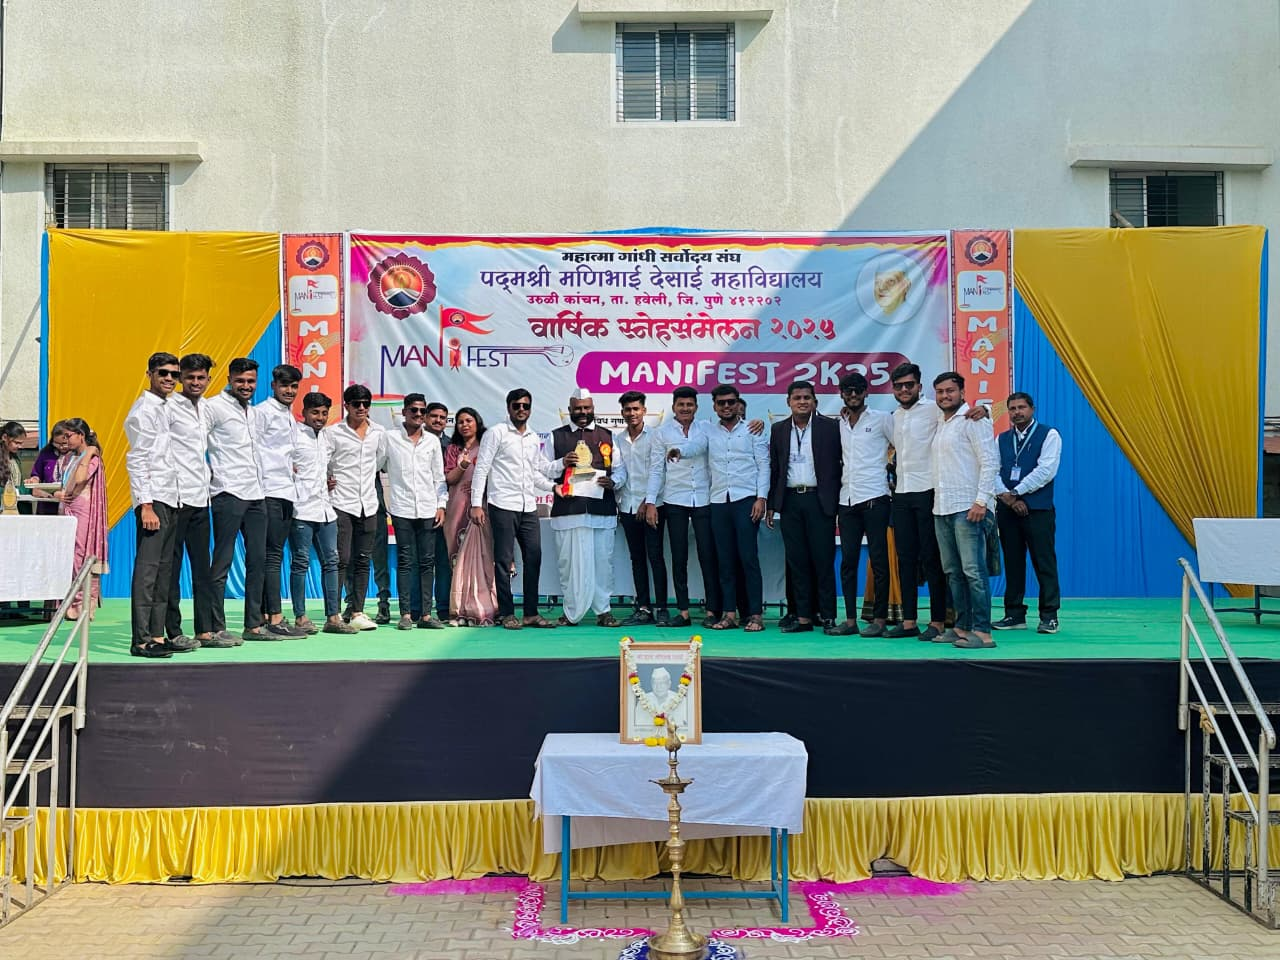 महात्मा गांधी सर्वोदय संघ
पद्मश्री मणिभाई देसाई महाविद्यालय
उरुळी कांचन, ता. हवेली, जि. पुणे ४१२२०२
वार्षिक स्नेहसंमेलन २०२५
MANIFEST
MANIFEST 2K25
MANI
MANI